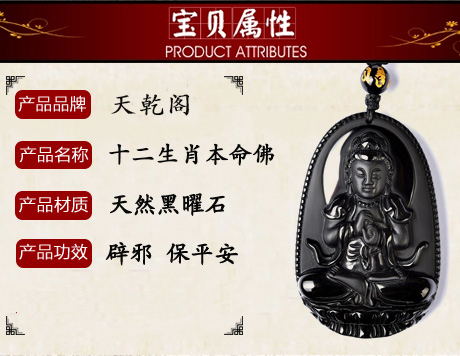 宝贝属性
PRODUCT ATTRIBUTES
产品品牌 天乾阁
产品名称 十二生肖本命佛
产品材质 天然黑曜石
产品功效 辟邪 保平安